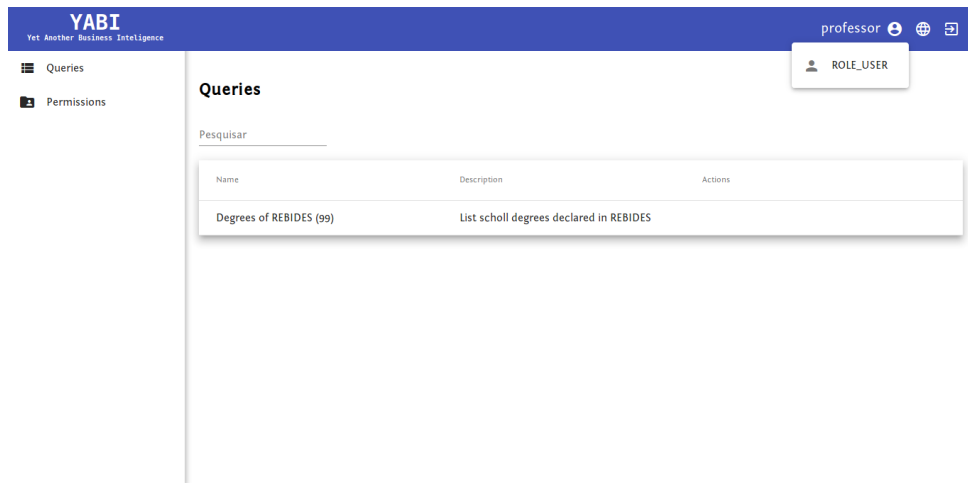 YABI
Yet Another Business Inteligence
professor
ROLE_USER
Queries
Permissions
Queries
Pesquisar
Name Description Actions
Degrees of REBIDES (99) List scholl degrees declared in REBIDES